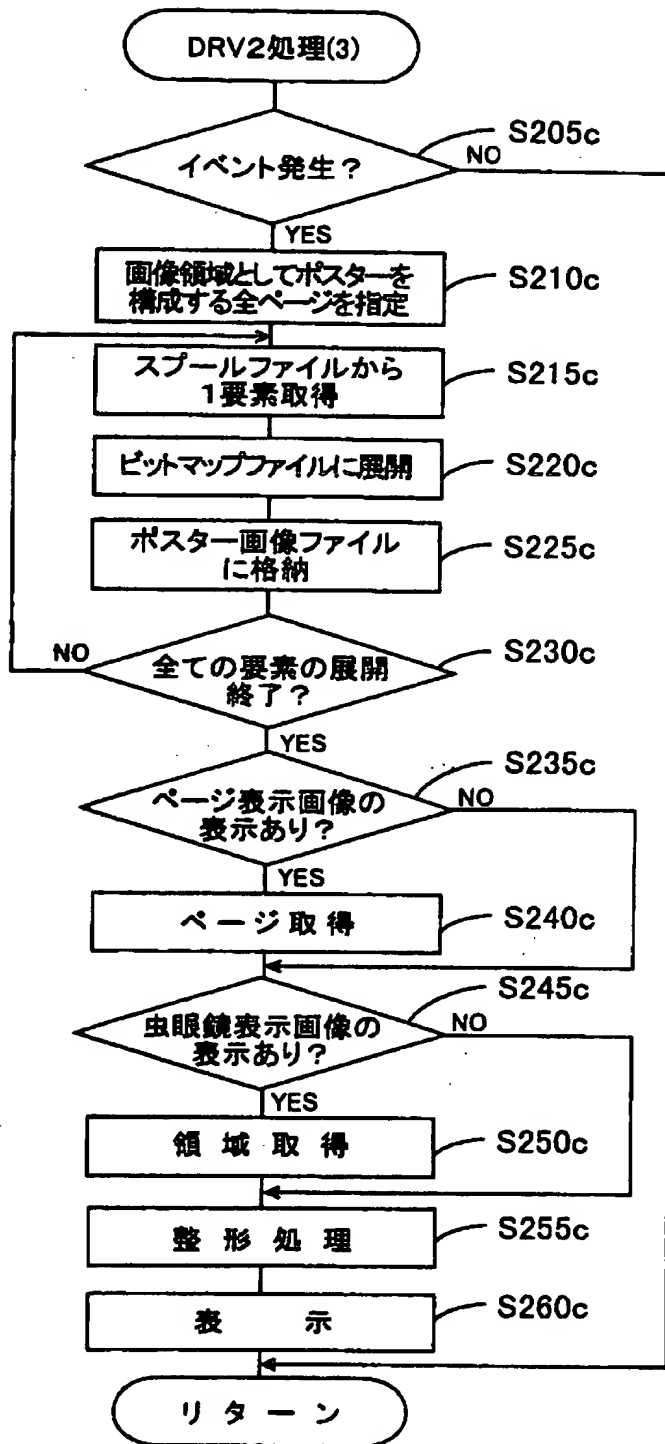 DRV2処理(3)
S205c
イベント発生？
NO
YES
画像領域としてポスターを
構成する全ページを指定
S210c
スプールファイルから
1要素取得
S215c
ビットマップファイルに展開
S220c
ポスター画像ファイル
に格納
S225c
NO
全ての要素の展開
終了？
S230c
YES
S235c
ページ表示画像の
表示あり？
NO
YES
ページ取得
S240c
S245c
虫眼鏡表示画像の
表示あり？
NO
YES
領域取得
S250c
整形処理
S255c
表示
S260c
リターン